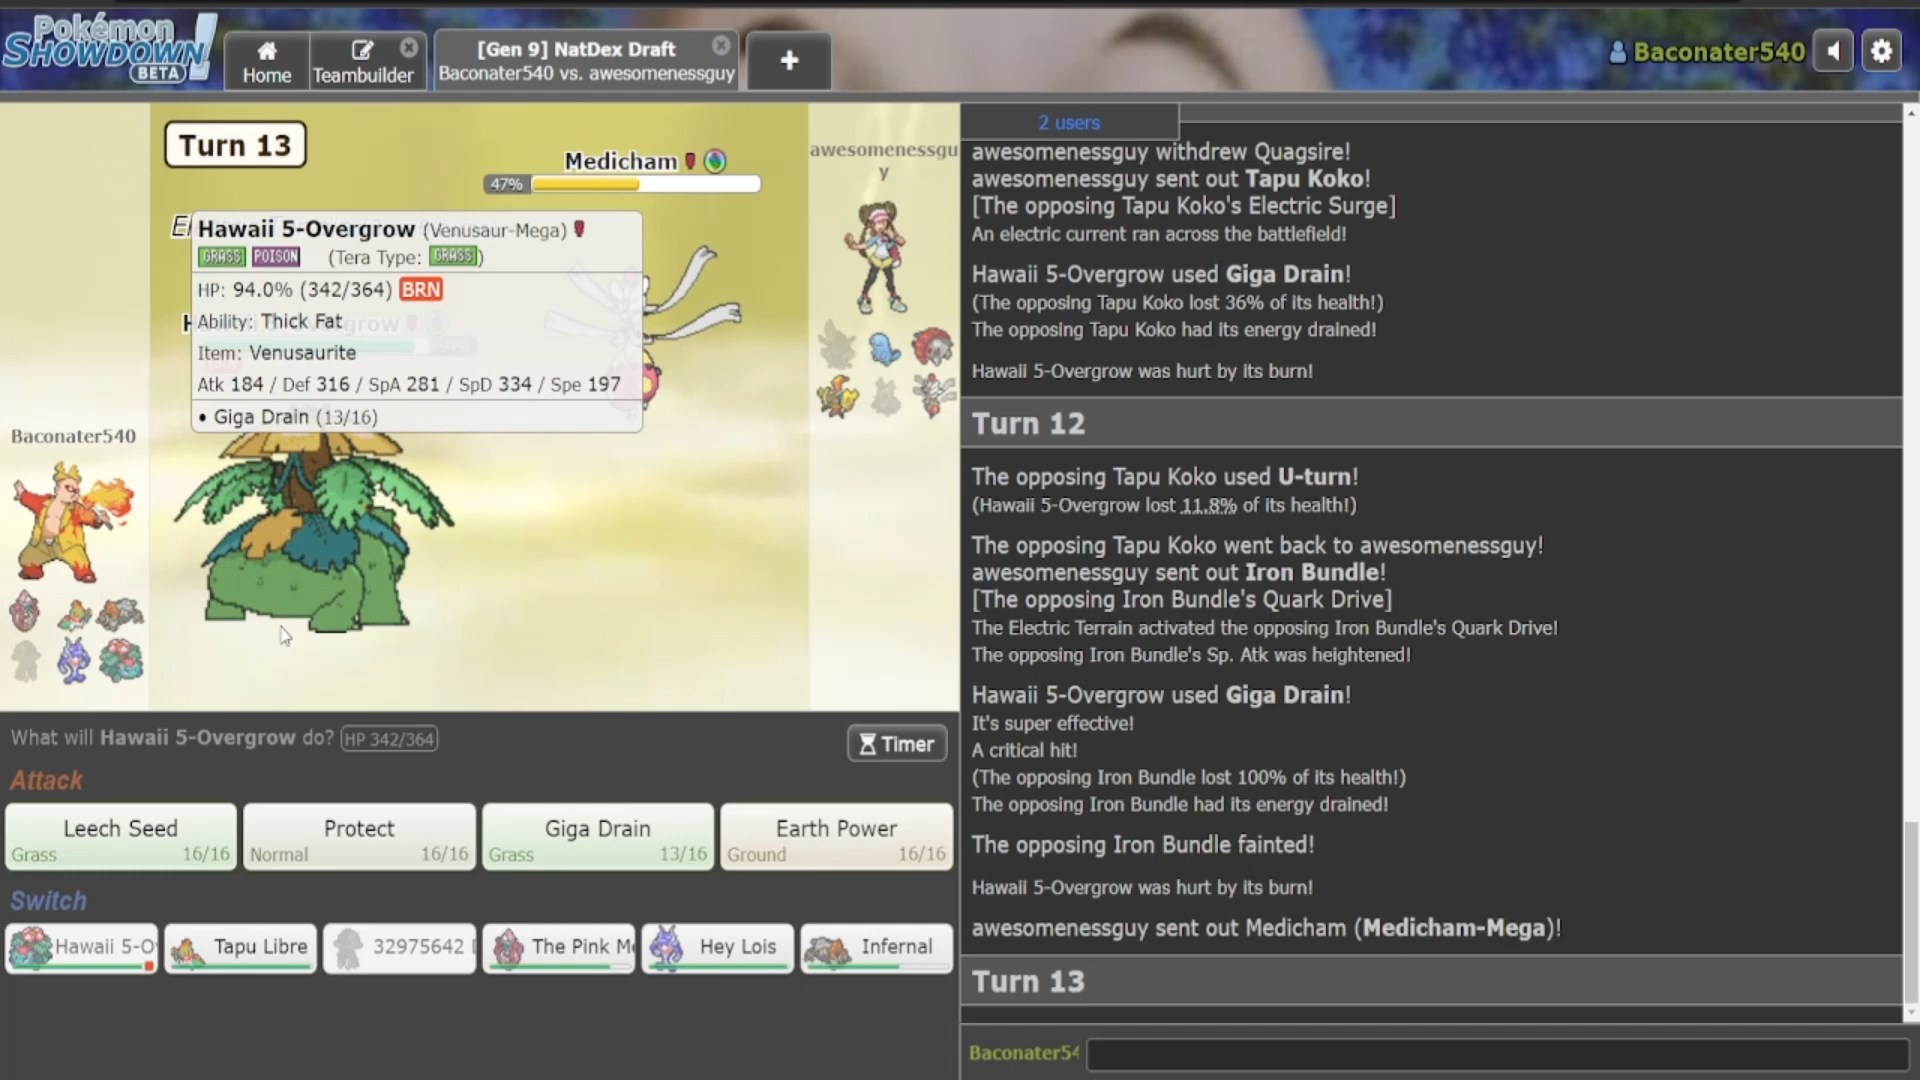 Pokémon
SHOWDOWN!
BETA
Home
Teambuilder
[Gen 9] NatDex Draft
Baconater540 vs. awesomenessguy
+
Baconater540
Turn 13
Medicham
47%
Hawaii 5-Overgrow (Venusaur-Mega)
GRASS POISON (Tera Type: GRASS)
HP: 94.0% (342/364) BRN
Ability: Thick Fat
Item: Venusaurite
Atk 184 / Def 316 / SpA 281 / SpD 334 / Spe 197
• Giga Drain (13/16)
awesomenessgu
y
Baconater540
What will Hawaii 5-Overgrow do? HP 342/364
Timer
Attack
Leech Seed
Grass 16/16
Protect
Normal 16/16
Giga Drain
Grass 13/16
Earth Power
Ground 16/16
Switch
Hawaii 5-O
Tapu Libre
32975642
The Pink M
Hey Lois
Infernal
2 users
awesomenessguy withdrew Quagsire!
awesomenessguy sent out Tapu Koko!
[The opposing Tapu Koko's Electric Surge]
An electric current ran across the battlefield!
Hawaii 5-Overgrow used Giga Drain!
(The opposing Tapu Koko lost 36% of its health!)
The opposing Tapu Koko had its energy drained!
Hawaii 5-Overgrow was hurt by its burn!
Turn 12
The opposing Tapu Koko used U-turn!
(Hawaii 5-Overgrow lost 11.8% of its health!)
The opposing Tapu Koko went back to awesomenessguy!
awesomenessguy sent out Iron Bundle!
[The opposing Iron Bundle's Quark Drive]
The Electric Terrain activated the opposing Iron Bundle's Quark Drive!
The opposing Iron Bundle's Sp. Atk was heightened!
Hawaii 5-Overgrow used Giga Drain!
It's super effective!
A critical hit!
(The opposing Iron Bundle lost 100% of its health!)
The opposing Iron Bundle had its energy drained!
The opposing Iron Bundle fainted!
Hawaii 5-Overgrow was hurt by its burn!
awesomenessguy sent out Medicham (Medicham-Mega)!
Turn 13
Baconater54